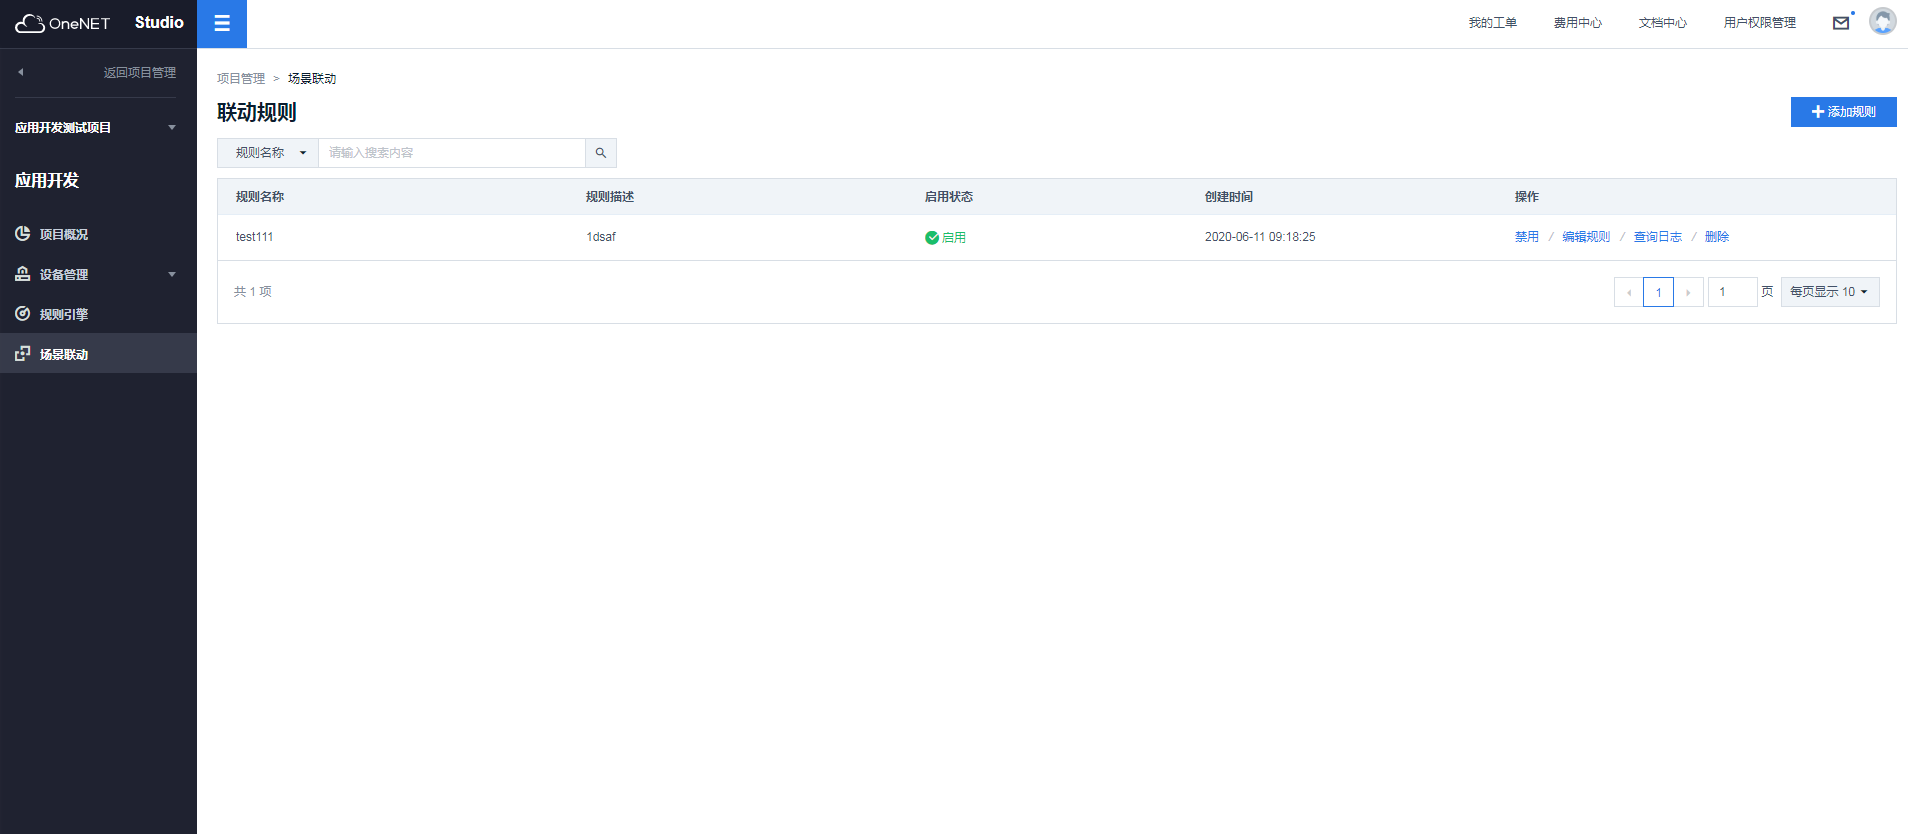 OneNET Studio 我的工单 费用中心 文档中心 用户权限管理
返回项目管理
应用开发测试项目
应用开发
项目概况
设备管理
规则引擎
场景联动
项目管理 > 场景联动
联动规则
添加规则
规则名称 请输入搜索内容
规则名称 规则描述 启用状态 创建时间 操作
test111 1dsaf 启用 2020-06-11 09:18:25 禁用 / 编辑规则 / 查询日志 / 删除
共 1 项 1 1 页 每页显示 10